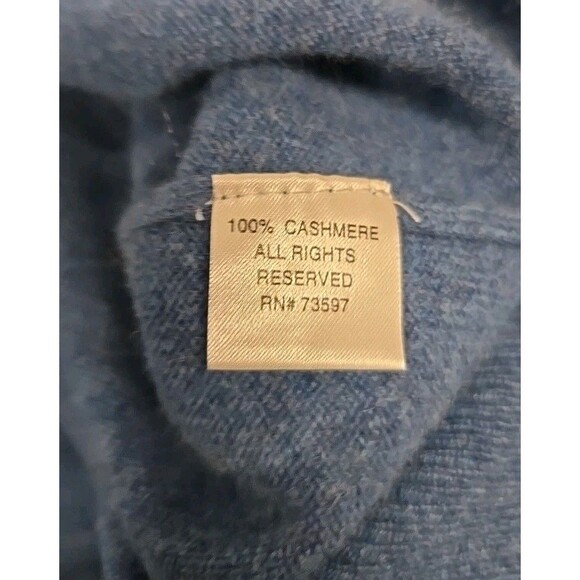 100% CASHMERE
ALL RIGHTS
RESERVED
RN# 73597